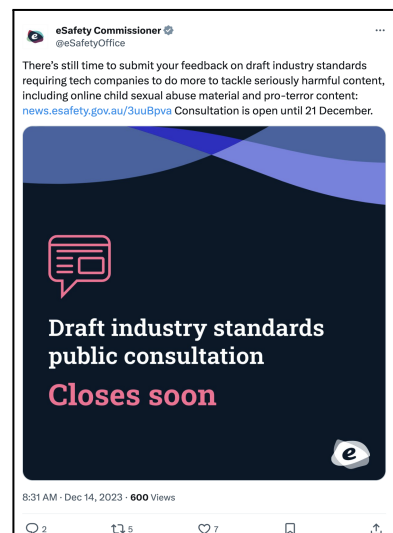 eSafety Commissioner
@eSafetyOffice
...
There's still time to submit your feedback on draft industry standards
requiring tech companies to do more to tackle seriously harmful content,
including online child sexual abuse material and pro-terror content:
news.esafety.gov.au/3uuBpva Consultation is open until 21 December.
Draft industry standards
public consultation
Closes soon
e
8:31 AM · Dec 14, 2023 · 600 Views
2 5 7